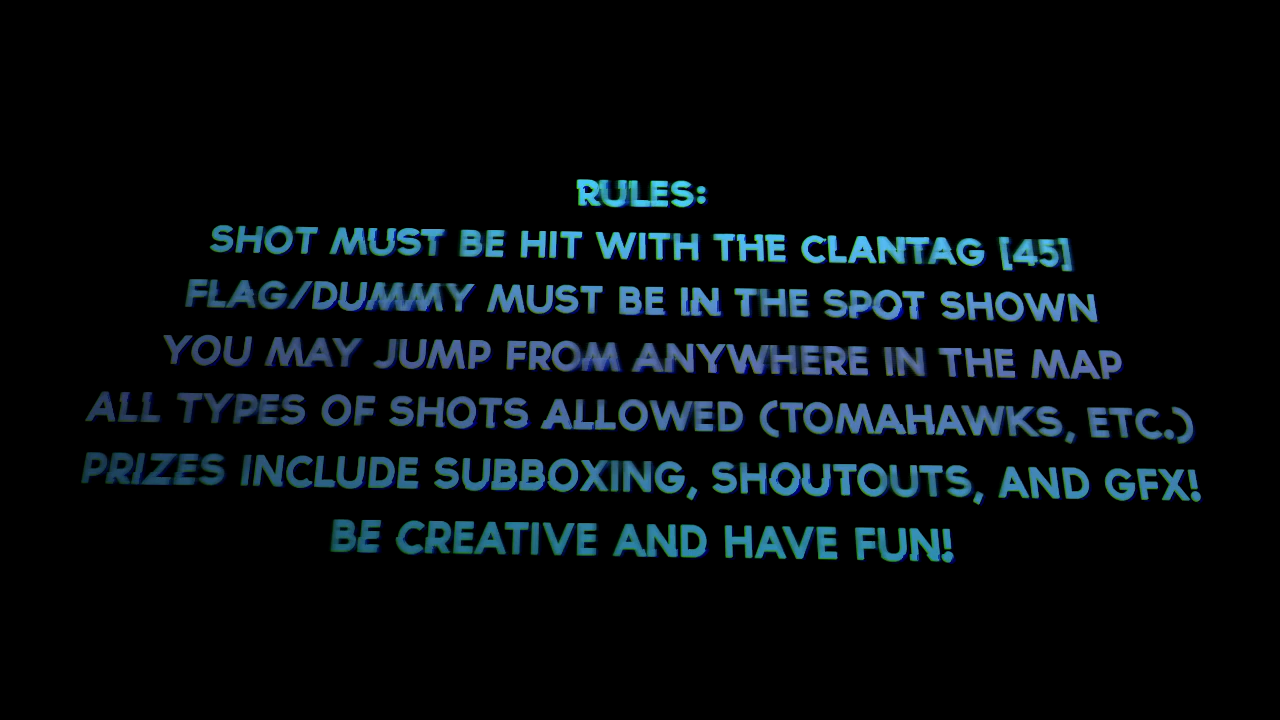 RULES:
SHOT MUST BE HIT WITH THE CLANTAG [45]
FLAG/DUMMY MUST BE IN THE SPOT SHOWN
YOU MAY JUMP FROM ANYWHERE IN THE MAP
ALL TYPES OF SHOTS ALLOWED (TOMAHAWKS, ETC.)
PRIZES INCLUDE SUBBOXING, SHOUTOUTS, AND GFX!
BE CREATIVE AND HAVE FUN!